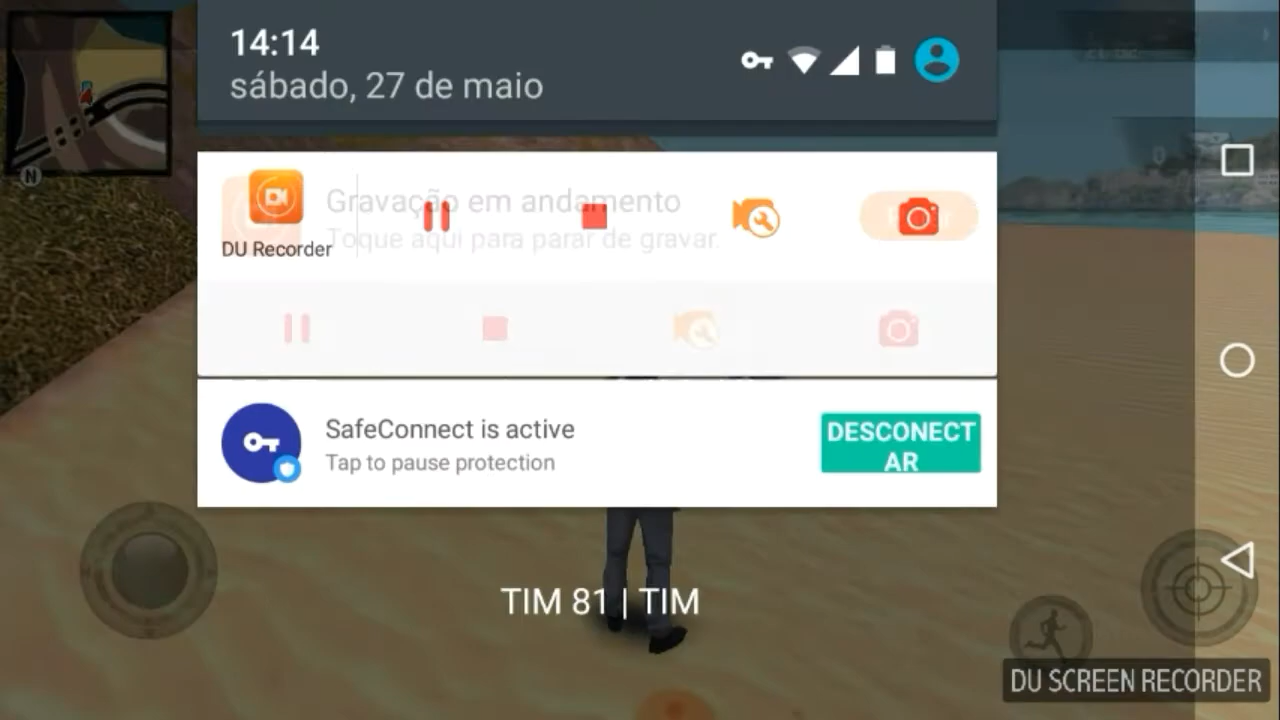 14:14
sábado, 27 de maio
Gravação em andamento
Toque aqui para parar de gravar.
DU Recorder
SafeConnect is active
Tap to pause protection
DESCONECT
AR
TIM 81 | TIM
N
DU SCREEN RECORDER